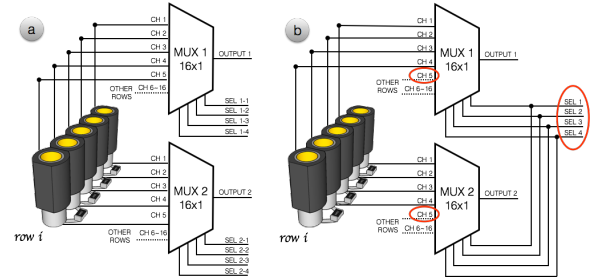 a
CH 1
CH 2
CH 3
CH 4
CH 5
OTHER
ROWS
CH 6~16
MUX 1
16x1
OUTPUT 1
SEL 1-1
SEL 1-2
SEL 1-3
SEL 1-4
CH 1
CH 2
CH 3
CH 4
CH 5
OTHER
ROWS
CH 6~16
MUX 2
16x1
OUTPUT 2
SEL 2-1
SEL 2-2
SEL 2-3
SEL 2-4
row i
b
CH 1
CH 2
CH 3
CH 4
CH 5
OTHER
ROWS
CH 6~16
MUX 1
16x1
OUTPUT 1
SEL 1
SEL 2
SEL 3
SEL 4
CH 1
CH 2
CH 3
CH 4
CH 5
OTHER
ROWS
CH 6~16
MUX 2
16x1
OUTPUT 2
row i